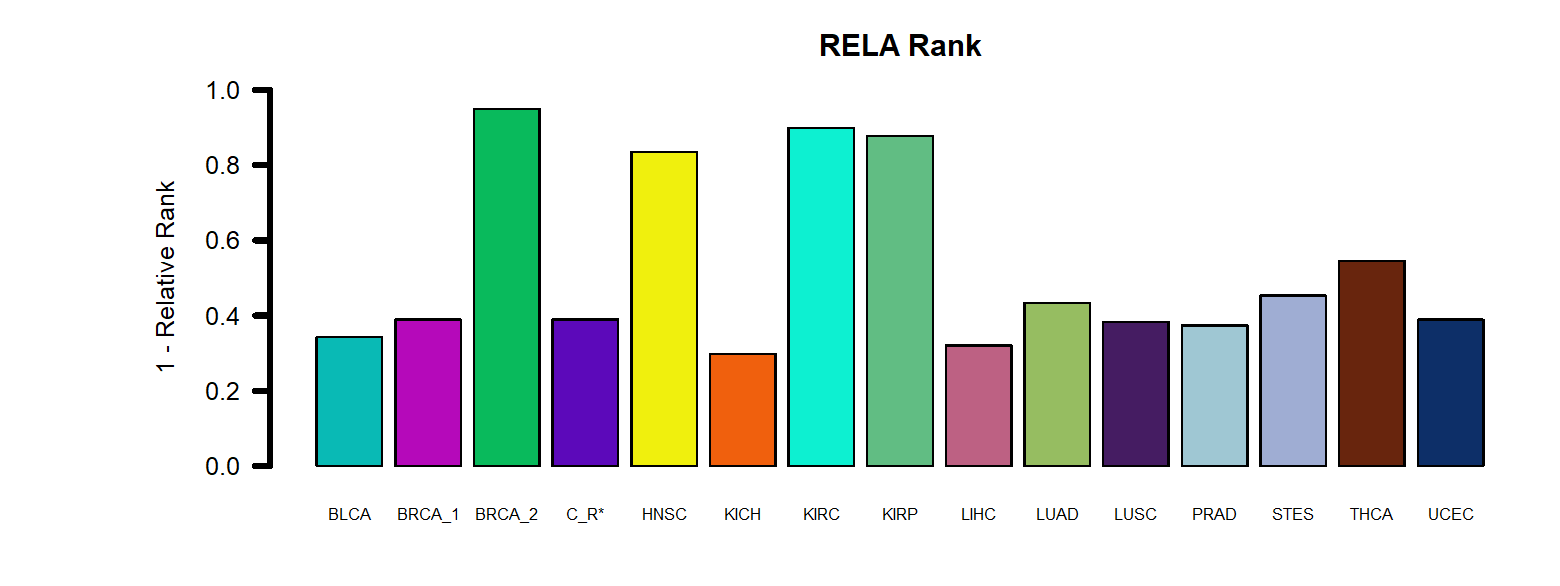 RELA Rank
1 - Relative Rank
1.0
0.8
0.6
0.4
0.2
0.0
BLCA BRCA_1 BRCA_2 C_R* HNSC KICH KIRC KIRP LIHC LUAD LUSC PRAD STES THCA UCEC